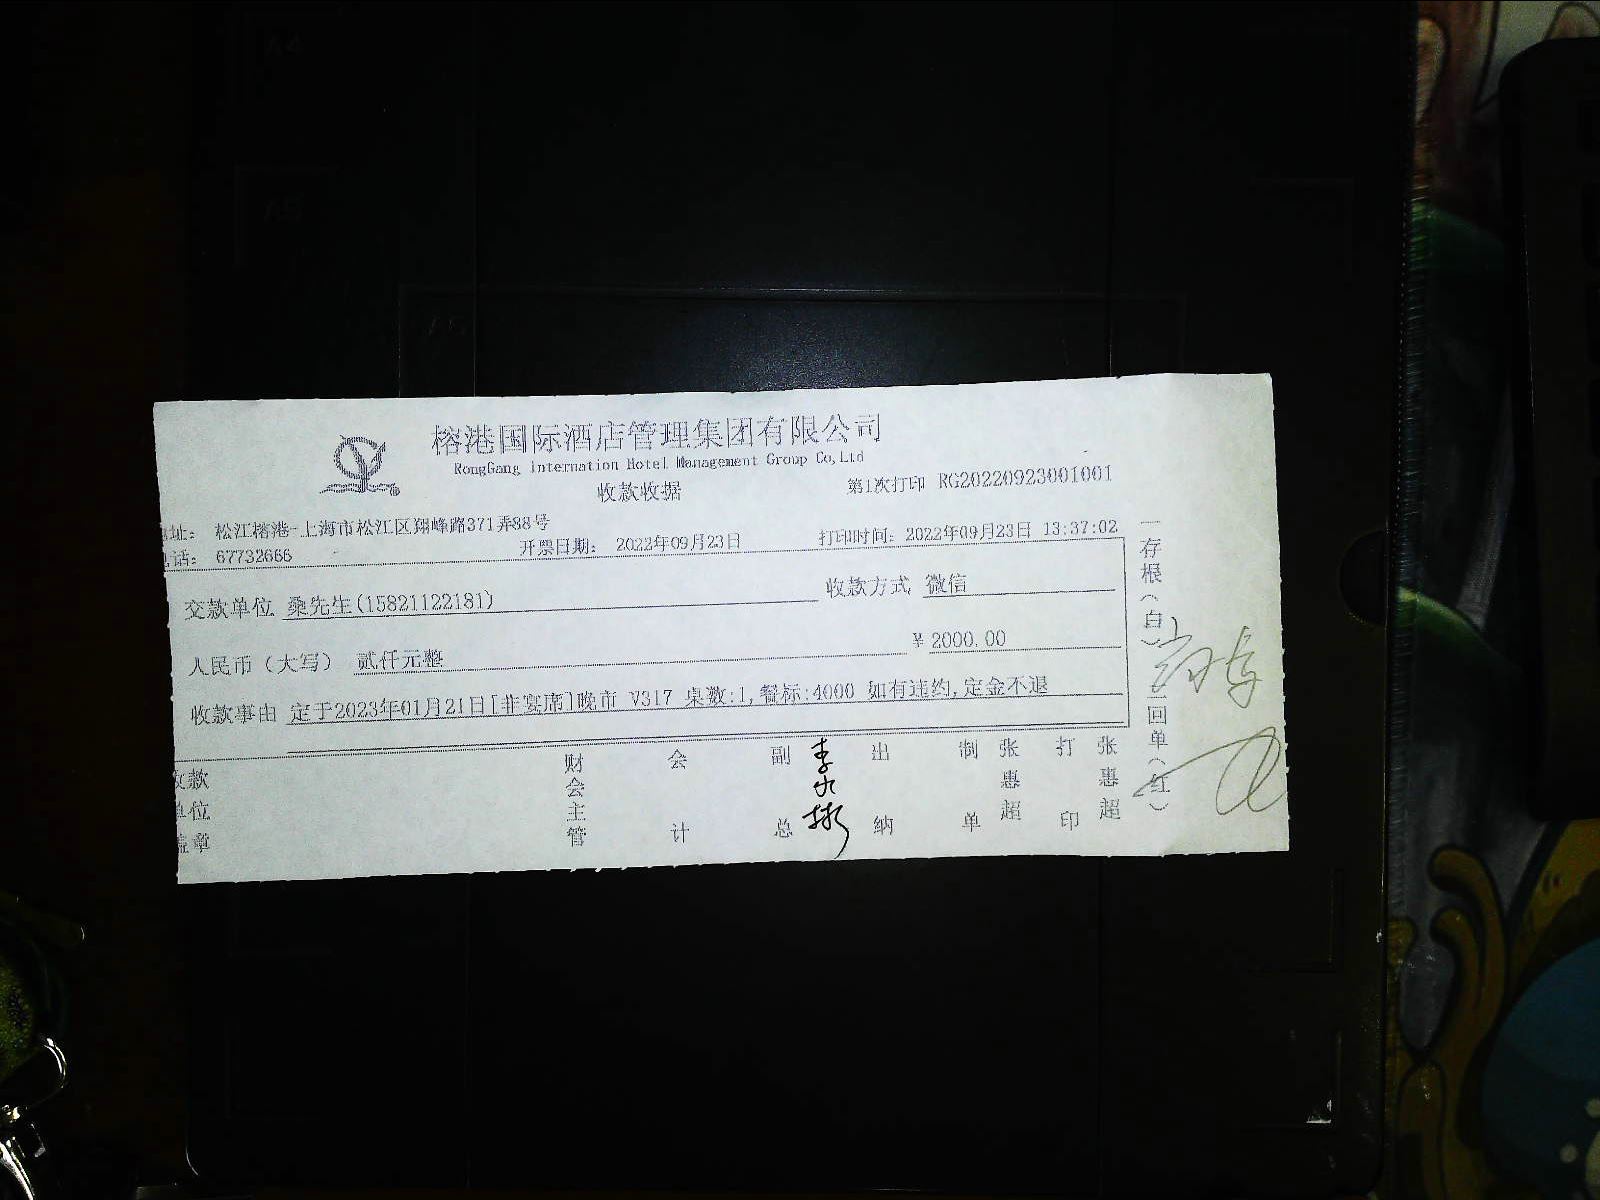 榕港国际酒店管理集团有限公司
RongGang Internation Hotel Management Group Co,Ltd
收款收据
第1次打印 RG20220923001001
地址： 松江榕港-上海市松江区翔峰路371弄88号
电话： 67732666
开票日期： 2022年09月23日
打印时间： 2022年09月23日 13:37:02
交款单位 桑先生(15821122181)
收款方式 微信
人民币（大写） 贰仟元整
¥ 2000.00
收款事由 定于2023年01月21日[非宴席]晚市 V317 桌数:1,餐标:4000 如有违约,定金不退
收款单位盖章
财会主管
会计
副总 李永彬
出纳
制单 张惠超
打印 张惠超
一存根（白）
二回单（红）
A4
A5